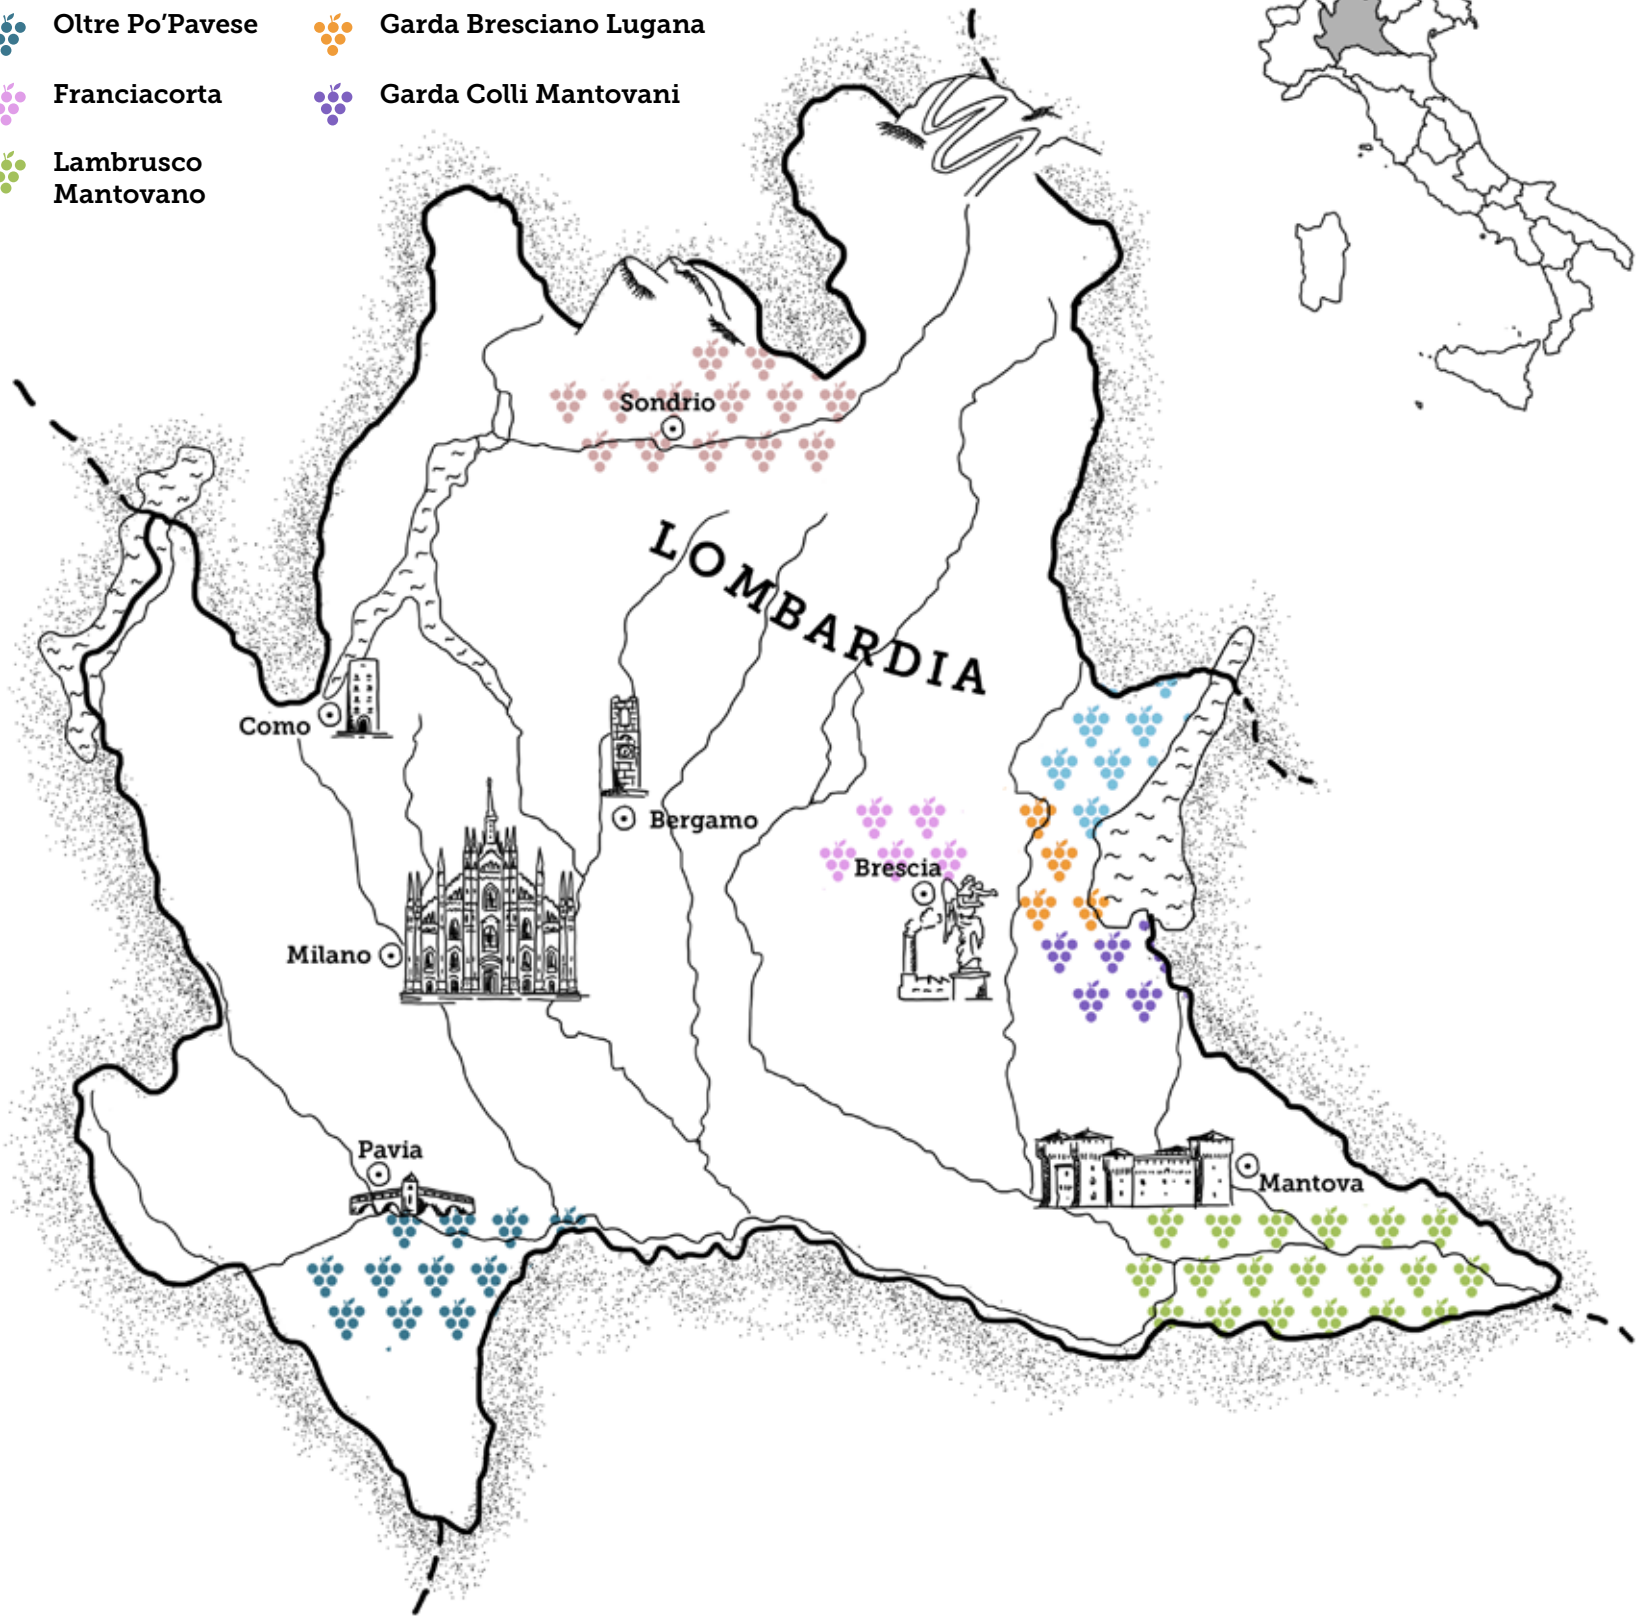 Oltre Po'Pavese
Garda Bresciano Lugana
Franciacorta
Garda Colli Mantovani
Lambrusco
Mantovano
Sondrio
LOMBARDIA
Como
Bergamo
Brescia
Milano
Pavia
Mantova